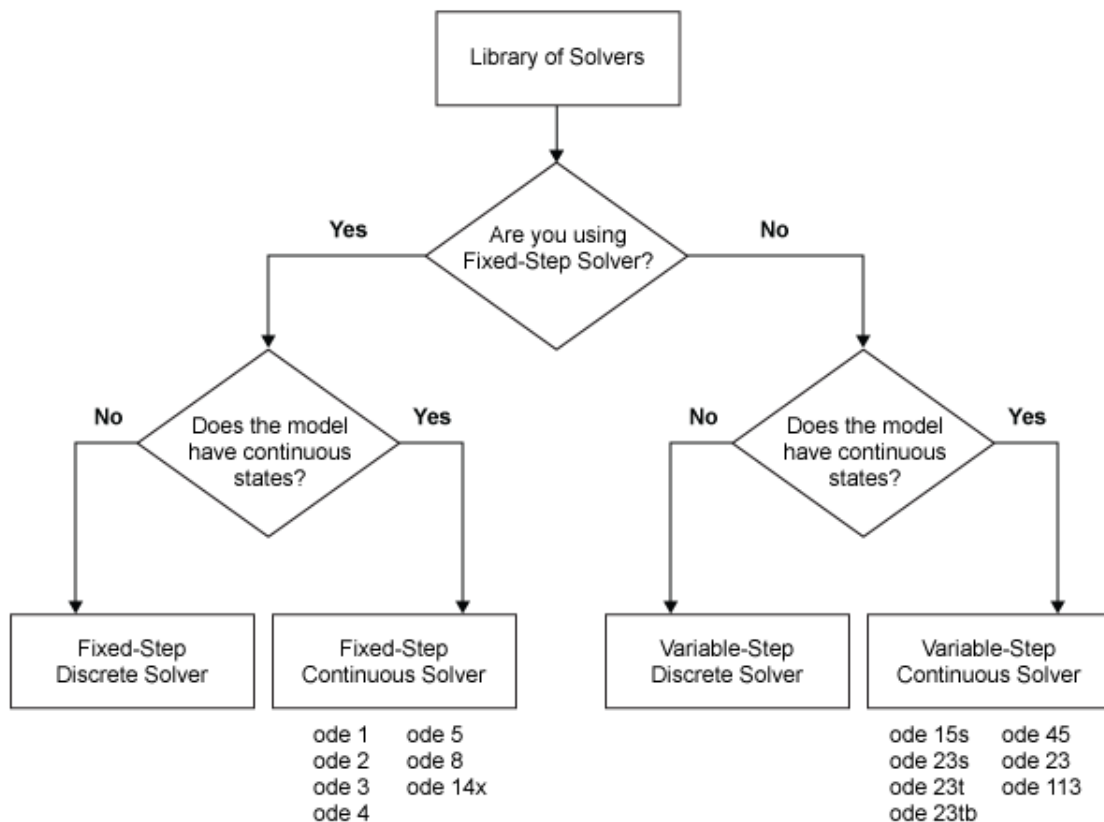 Library of Solvers
Yes
Are you using
Fixed-Step Solver?
No
No
Does the model
have continuous
states?
Yes
No
Does the model
have continuous
states?
Yes
Fixed-Step
Discrete Solver
Fixed-Step
Continuous Solver
Variable-Step
Discrete Solver
Variable-Step
Continuous Solver
ode 1 ode 5
ode 2 ode 8
ode 3 ode 14x
ode 4
ode 15s ode 45
ode 23s ode 23
ode 23t ode 113
ode 23tb